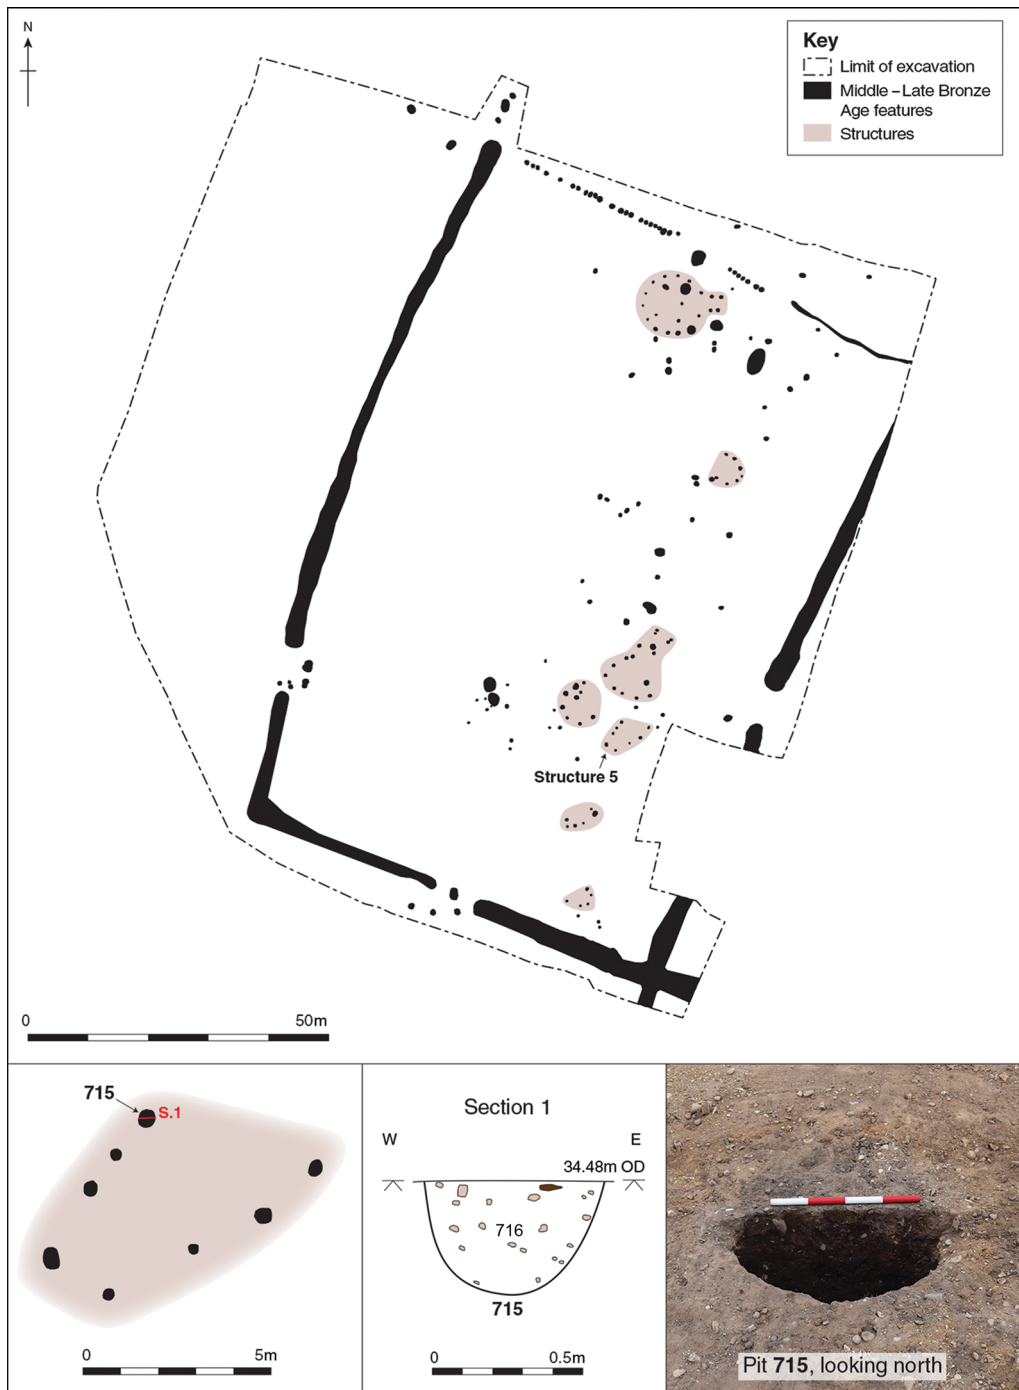 N
Key
Limit of excavation
Middle – Late Bronze
Age features
Structures
Structure 5
0 50m
715
S.1
0 5m
Section 1
W E
34.48m OD
716
715
0 0.5m
Pit 715, looking north